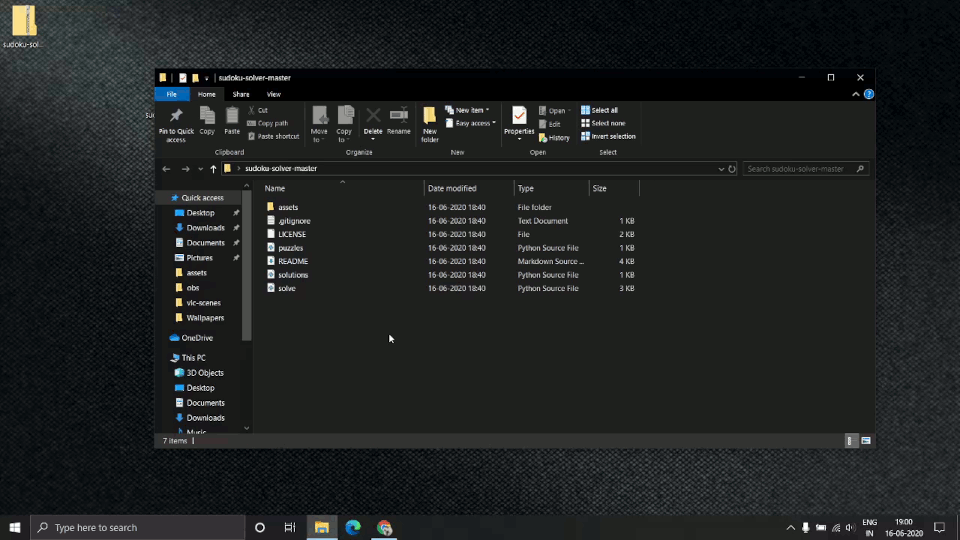 sudoku-sol...
sudoku-solver-master
File Home Share View
Pin to Quick access
Copy
Paste
Cut
Copy path
Paste shortcut
Clipboard
Move to
Copy to
Delete
Rename
Organize
New folder
New item
Easy access
New
Properties
Open
Edit
History
Open
Select all
Select none
Invert selection
Select
sudoku-solver-master
Search sudoku-solver-master
Name Date modified Type Size
Quick access
Desktop
Downloads
Documents
Pictures
assets
obs
vlc-scenes
Wallpapers
OneDrive
This PC
3D Objects
Desktop
Documents
Downloads
Music
assets 16-06-2020 18:40 File folder
.gitignore 16-06-2020 18:40 Text Document 1 KB
LICENSE 16-06-2020 18:40 File 2 KB
puzzles 16-06-2020 18:40 Python Source File 1 KB
README 16-06-2020 18:40 Markdown Source ... 4 KB
solutions 16-06-2020 18:40 Python Source File 1 KB
solve 16-06-2020 18:40 Python Source File 3 KB
7 items
Type here to search
ENG
IN
19:00
16-06-2020